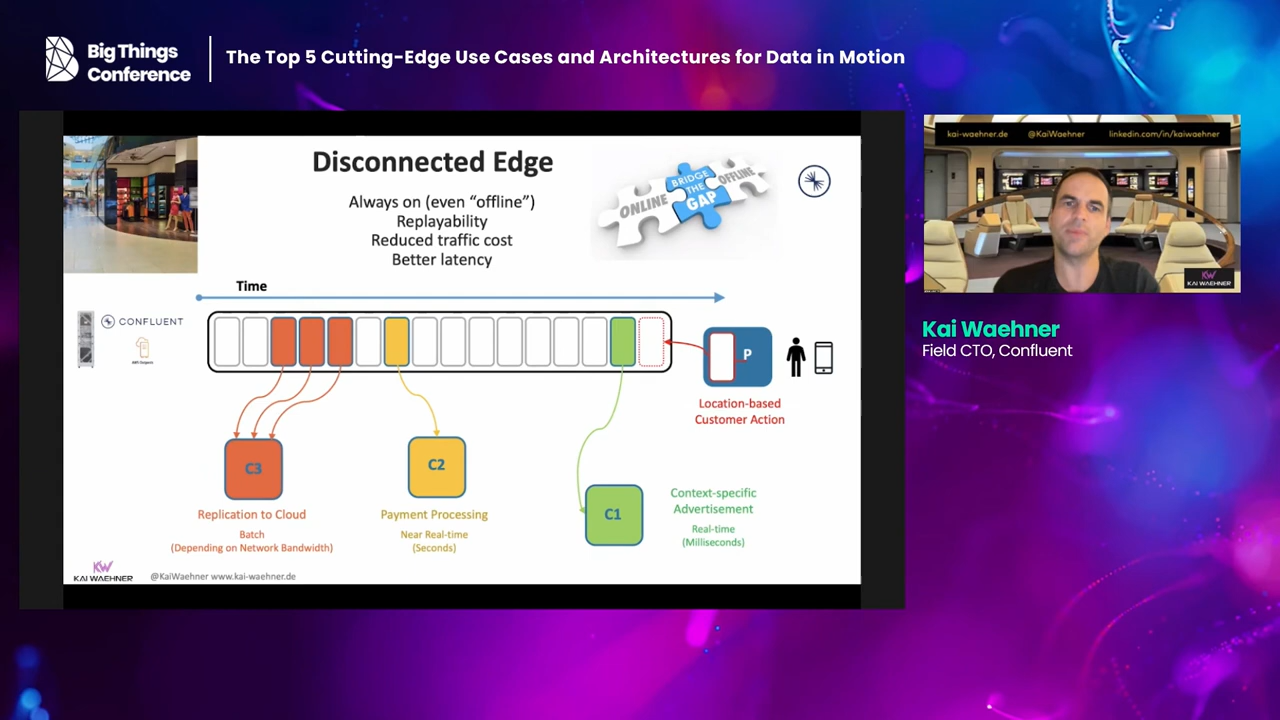 Big Things
Conference
The Top 5 Cutting-Edge Use Cases and Architectures for Data in Motion
Disconnected Edge
Always on (even “offline”)
Replayability
Reduced traffic cost
Better latency
ONLINE
BRIDGE
THE
GAP
OFFLINE
Time
CONFLUENT
P
Location-based
Customer Action
C3
Replication to Cloud
Batch
(Depending on Network Bandwidth)
C2
Payment Processing
Near Real-time
(Seconds)
C1
Context-specific
Advertisement
Real-time
(Milliseconds)
KAI WAEHNER
@KaiWaehner www.kai-waehner.de
kai-waehner.de @KaiWaehner linkedin.com/in/kaiwaehner
KW
KAI WAEHNER
Kai Waehner
Field CTO, Confluent